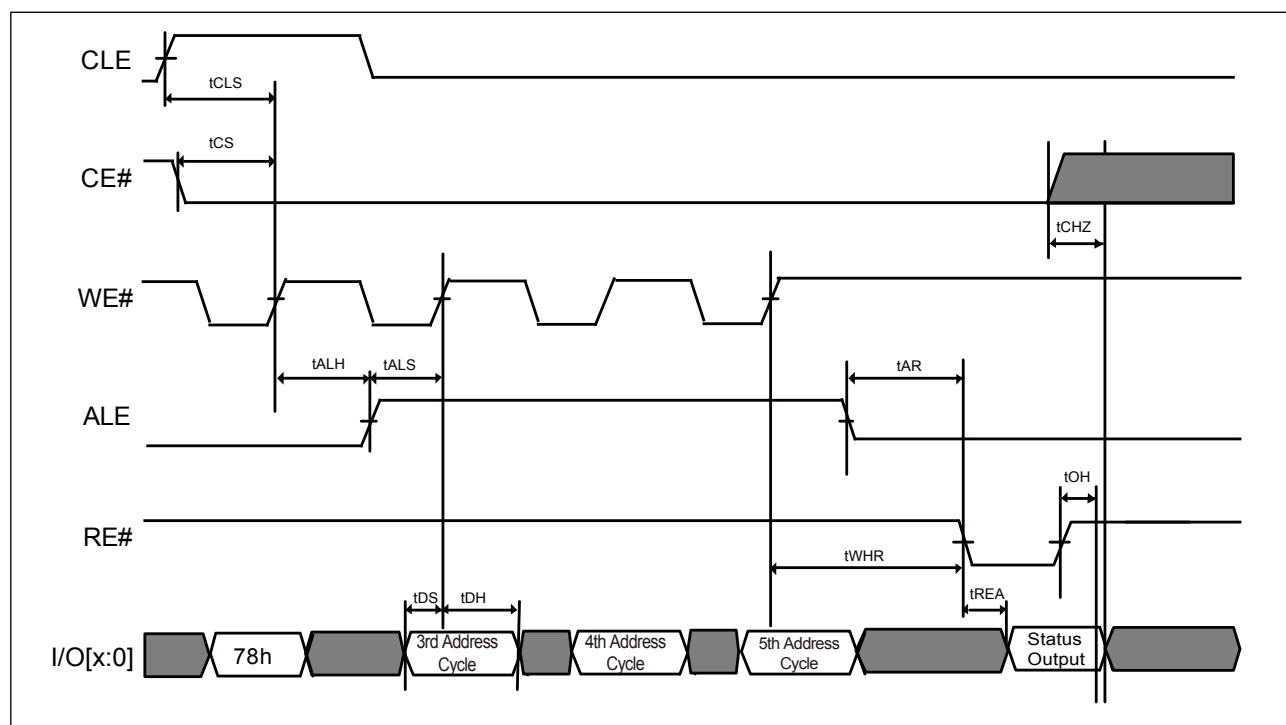 CLE
tCLS
tCS
CE#
tCHZ
WE#
tALH
tALS
tAR
ALE
tOH
RE#
tWHR
tDS
tDH
tREA
I/O[x:0]
78h
3rd Address
Cycle
4th Address
Cycle
5th Address
Cycle
Status
Output